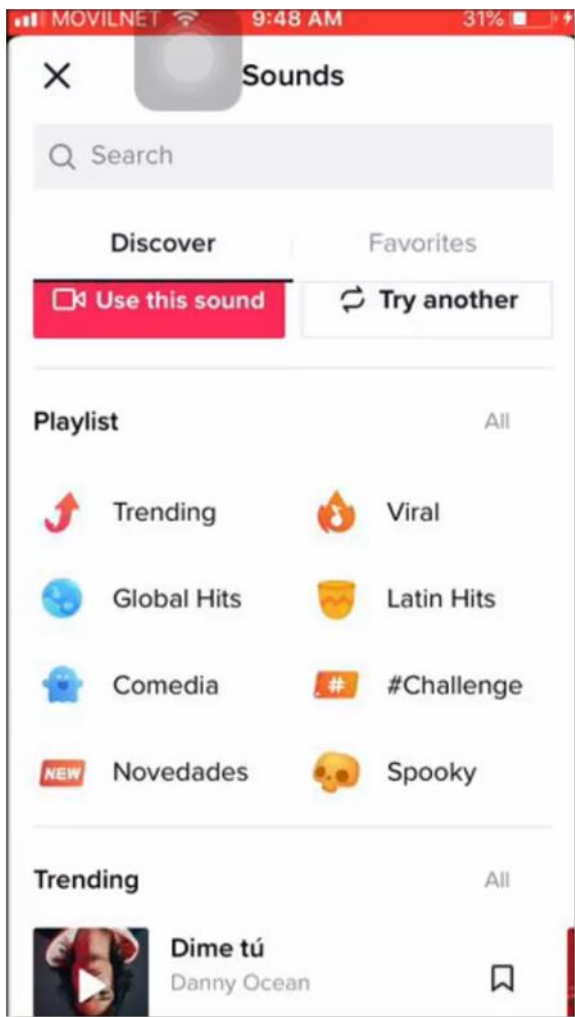 MOVILNET 9:48 AM 31%
Sounds
Search
Discover Favorites
Use this sound Try another
Playlist All
Trending Viral
Global Hits Latin Hits
Comedia #Challenge
NEW Novedades Spooky
Trending All
Dime tú
Danny Ocean